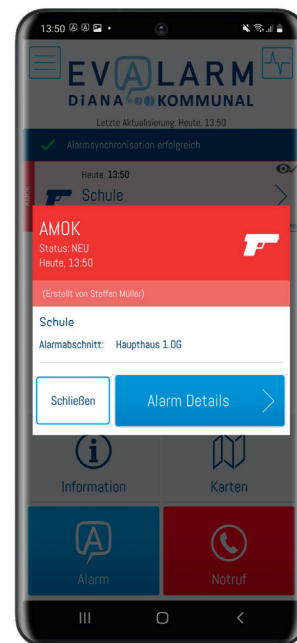 13:50
EVALARM
DIANA KOMMUNAL
Letzte Aktualisierung: Heute, 13:50
Alarmsynchronisation erfolgreich
Heute, 13:50
AMOK
Schule
AMOK
Status: NEU
Heute, 13:50
(Erstellt von Steffen Müller)
Schule
Alarmabschnitt: Haupthaus 1.OG
Schließen
Alarm Details
Information
Karten
Alarm
Notruf